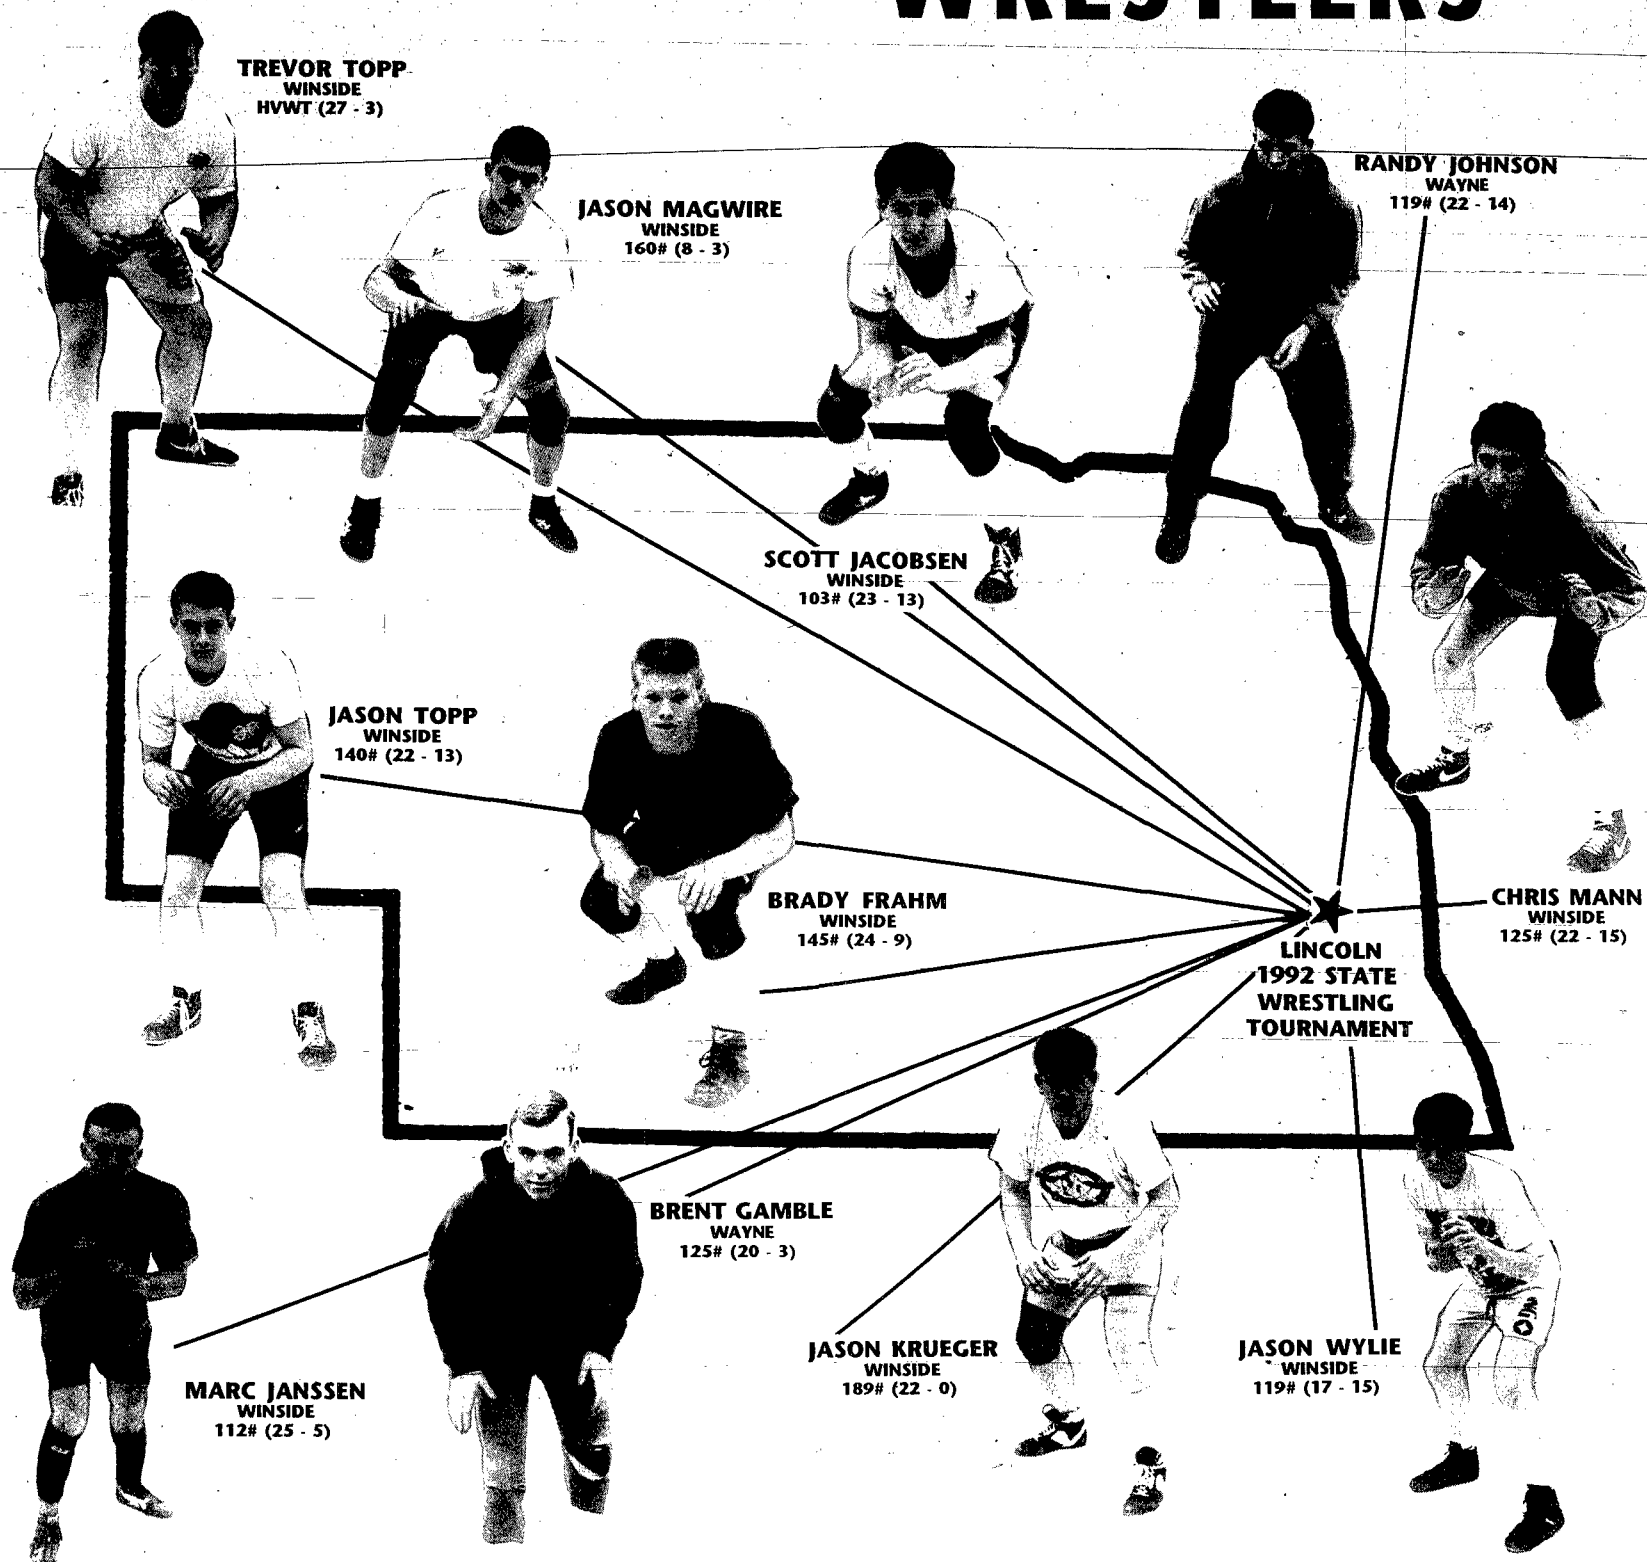 WRESTLERS
TREVOR TOPP
WINSIDE
HVWT (27 - 3)
JASON MAGWIRE
WINSIDE
160# (8 - 3)
RANDY JOHNSON
WAYNE
119# (22 - 14)
SCOTT JACOBSEN
WINSIDE
103# (23 - 13)
JASON TOPP
WINSIDE
140# (22 - 13)
BRADY FRAHM
WINSIDE
145# (24 - 9)
CHRIS MANN
WINSIDE
125# (22 - 15)
LINCOLN
1992 STATE
WRESTLING
TOURNAMENT
BRENT GAMBLE
WAYNE
125# (20 - 3)
JASON KRUEGER
WINSIDE
189# (22 - 0)
JASON WYLIE
WINSIDE
119# (17 - 15)
MARC JANSSEN
WINSIDE
112# (25 - 5)